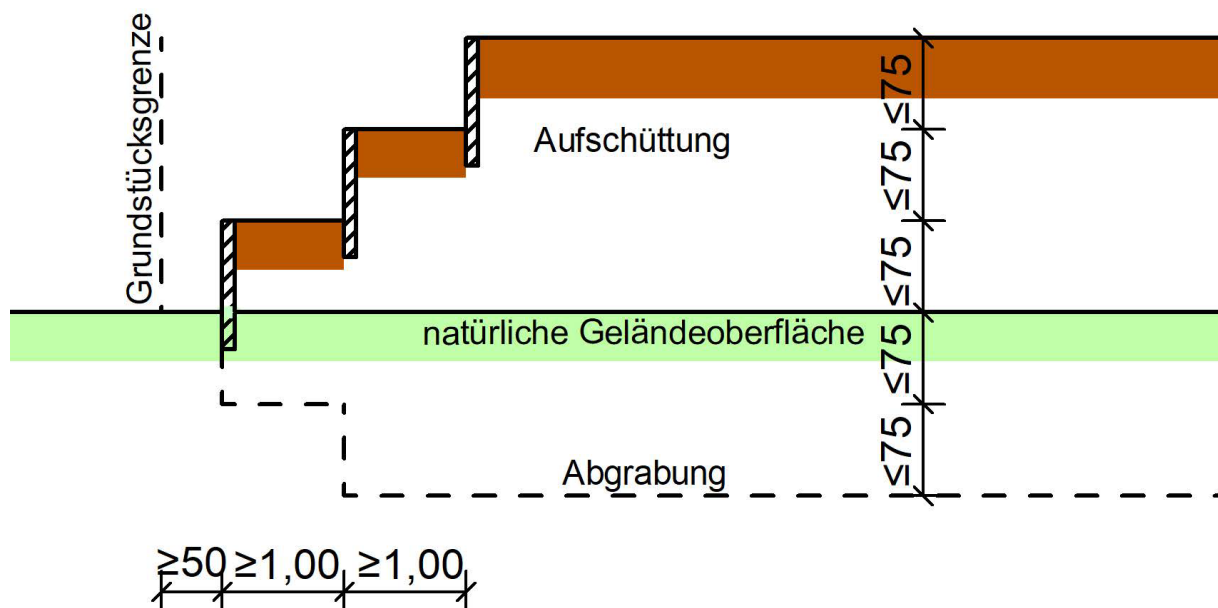 Grundstücksgrenze
Aufschüttung
natürliche Geländeoberfläche
Abgrabung
≤75
≤75
≤75
≤75
≤75
≥50 ≥1,00 ≥1,00